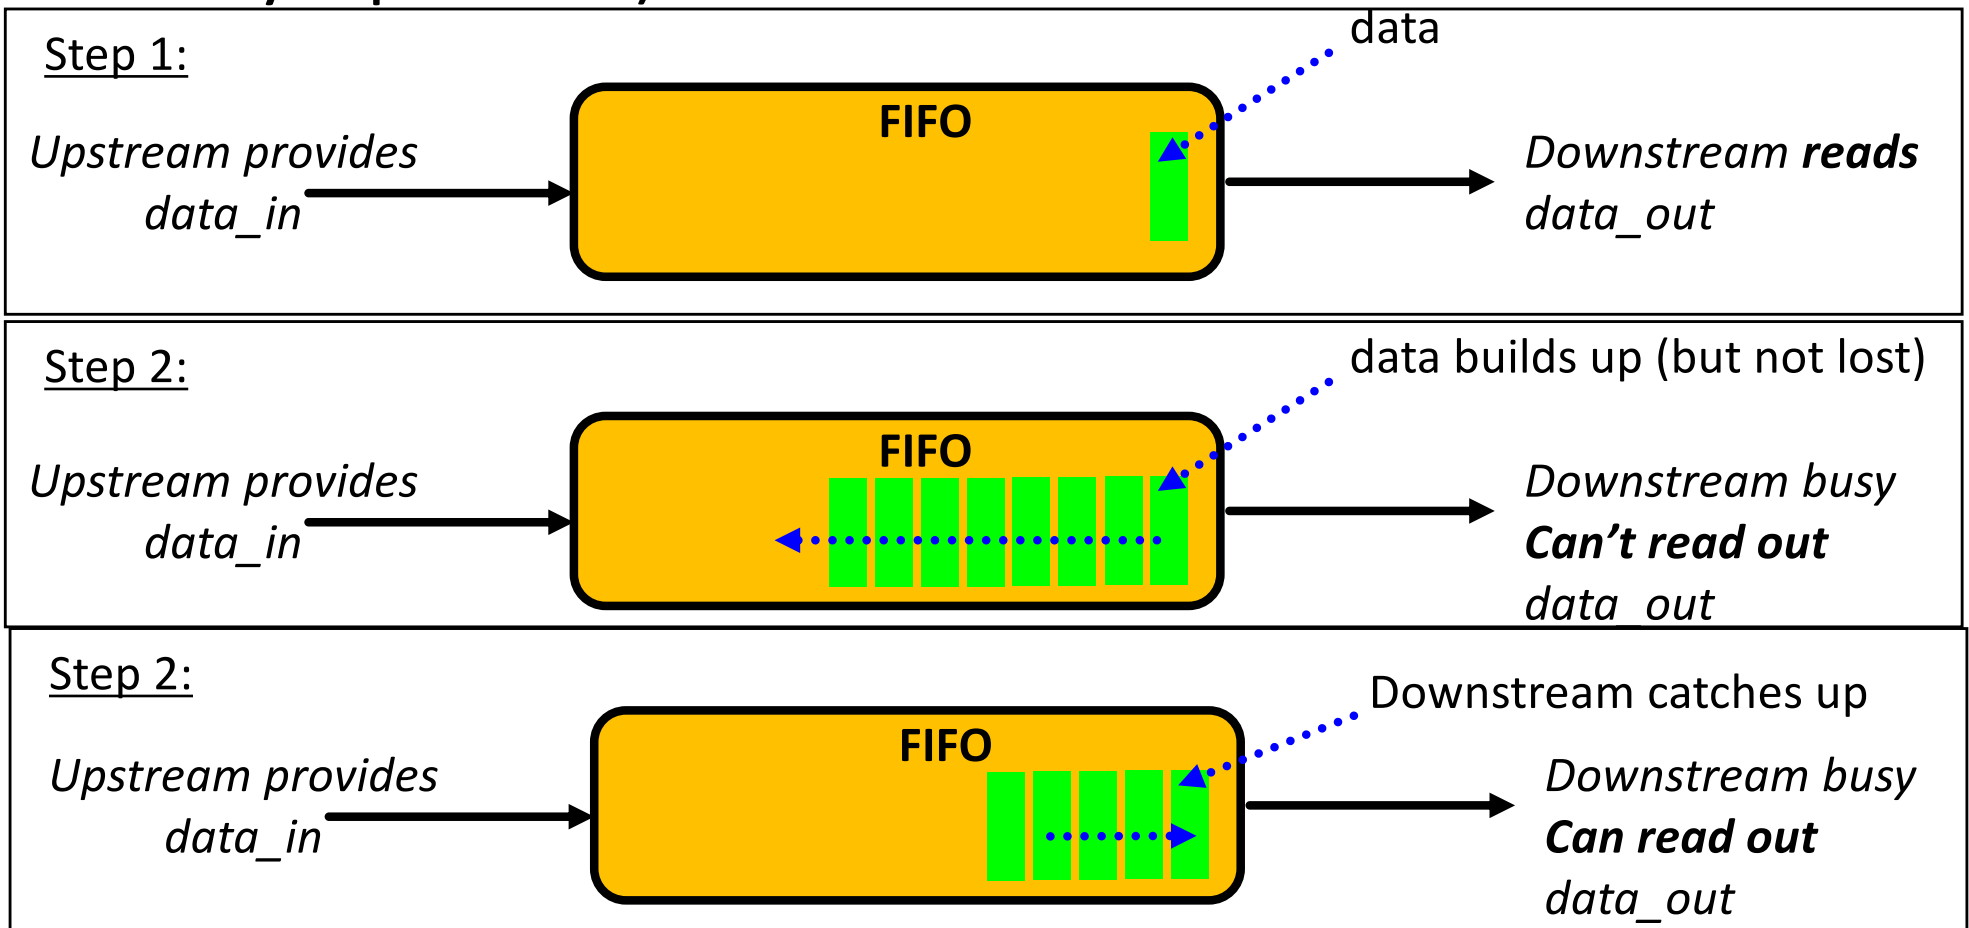 Step 1:
data
FIFO
Upstream provides
data_in
Downstream reads
data_out
Step 2:
data builds up (but not lost)
FIFO
Upstream provides
data_in
Downstream busy
Can’t read out
data_out
Step 2:
Downstream catches up
FIFO
Upstream provides
data_in
Downstream busy
Can read out
data_out